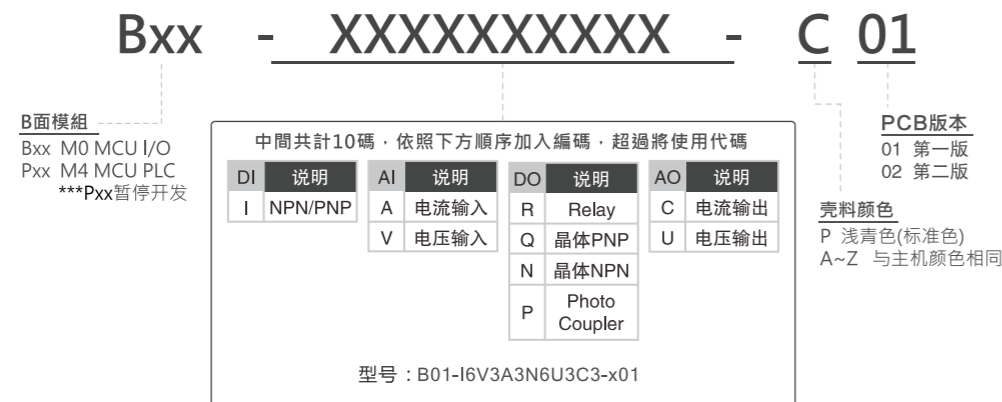 Bxx - XXXXXXXXXX - C 01
B面模組
Bxx M0 MCU I/O
Pxx M4 MCU PLC
***Pxx暂停开发
中間共計10碼，依照下方順序加入編碼，超過將使用代碼
DI 说明
I NPN/PNP
AI 说明
A 电流输入
V 电压输入
DO 说明
R Relay
Q 晶体PNP
N 晶体NPN
P Photo
Coupler
AO 说明
C 电流输出
U 电压输出
型号：B01-I6V3A3N6U3C3-x01
PCB版本
01 第一版
02 第二版
壳料颜色
P 浅青色(标准色)
A~Z 与主机颜色相同